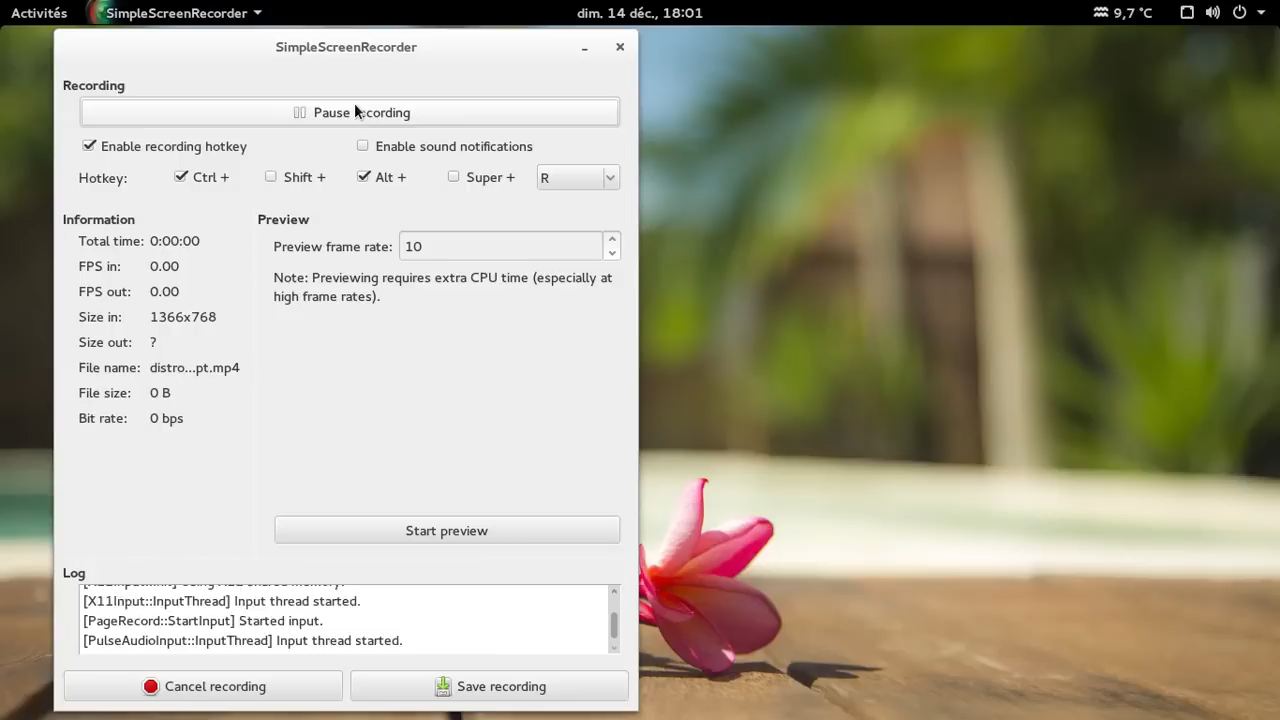 Activités SimpleScreenRecorder dim. 14 déc., 18:01 9,7 °C
SimpleScreenRecorder
Recording
Pause recording
Enable recording hotkey Enable sound notifications
Hotkey: Ctrl + Shift + Alt + Super + R
Information
Total time: 0:00:00
FPS in: 0.00
FPS out: 0.00
Size in: 1366x768
Size out: ?
File name: distro...pt.mp4
File size: 0 B
Bit rate: 0 bps
Preview
Preview frame rate: 10
Note: Previewing requires extra CPU time (especially at
high frame rates).
Start preview
Log
[X11Input::InputThread] Input thread started.
[PageRecord::StartInput] Started input.
[PulseAudioInput::InputThread] Input thread started.
Cancel recording Save recording